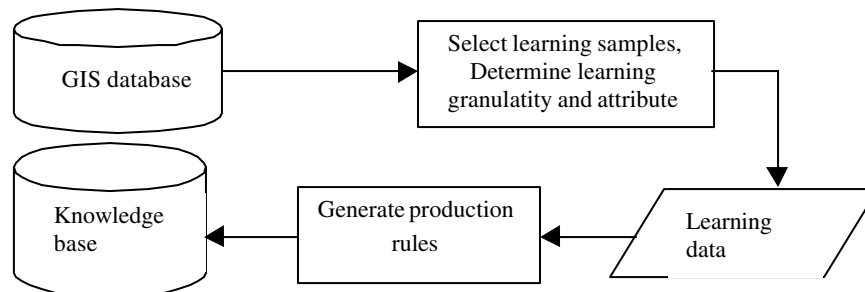 GIS database
Select learning samples,
Determine learning
granulatity and attribute
Learning
data
Generate production
rules
Knowledge
base